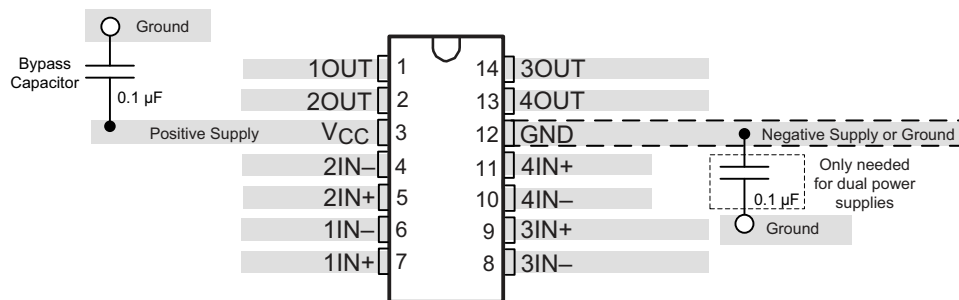 Ground
Bypass
Capacitor
0.1 µF
Positive Supply
1OUT 1
2OUT 2
VCC 3
2IN– 4
2IN+ 5
1IN– 6
1IN+ 7
14 3OUT
13 4OUT
12 GND
11 4IN+
10 4IN–
9 3IN+
8 3IN–
Negative Supply or Ground
Only needed
for dual power
supplies
0.1 µF
Ground